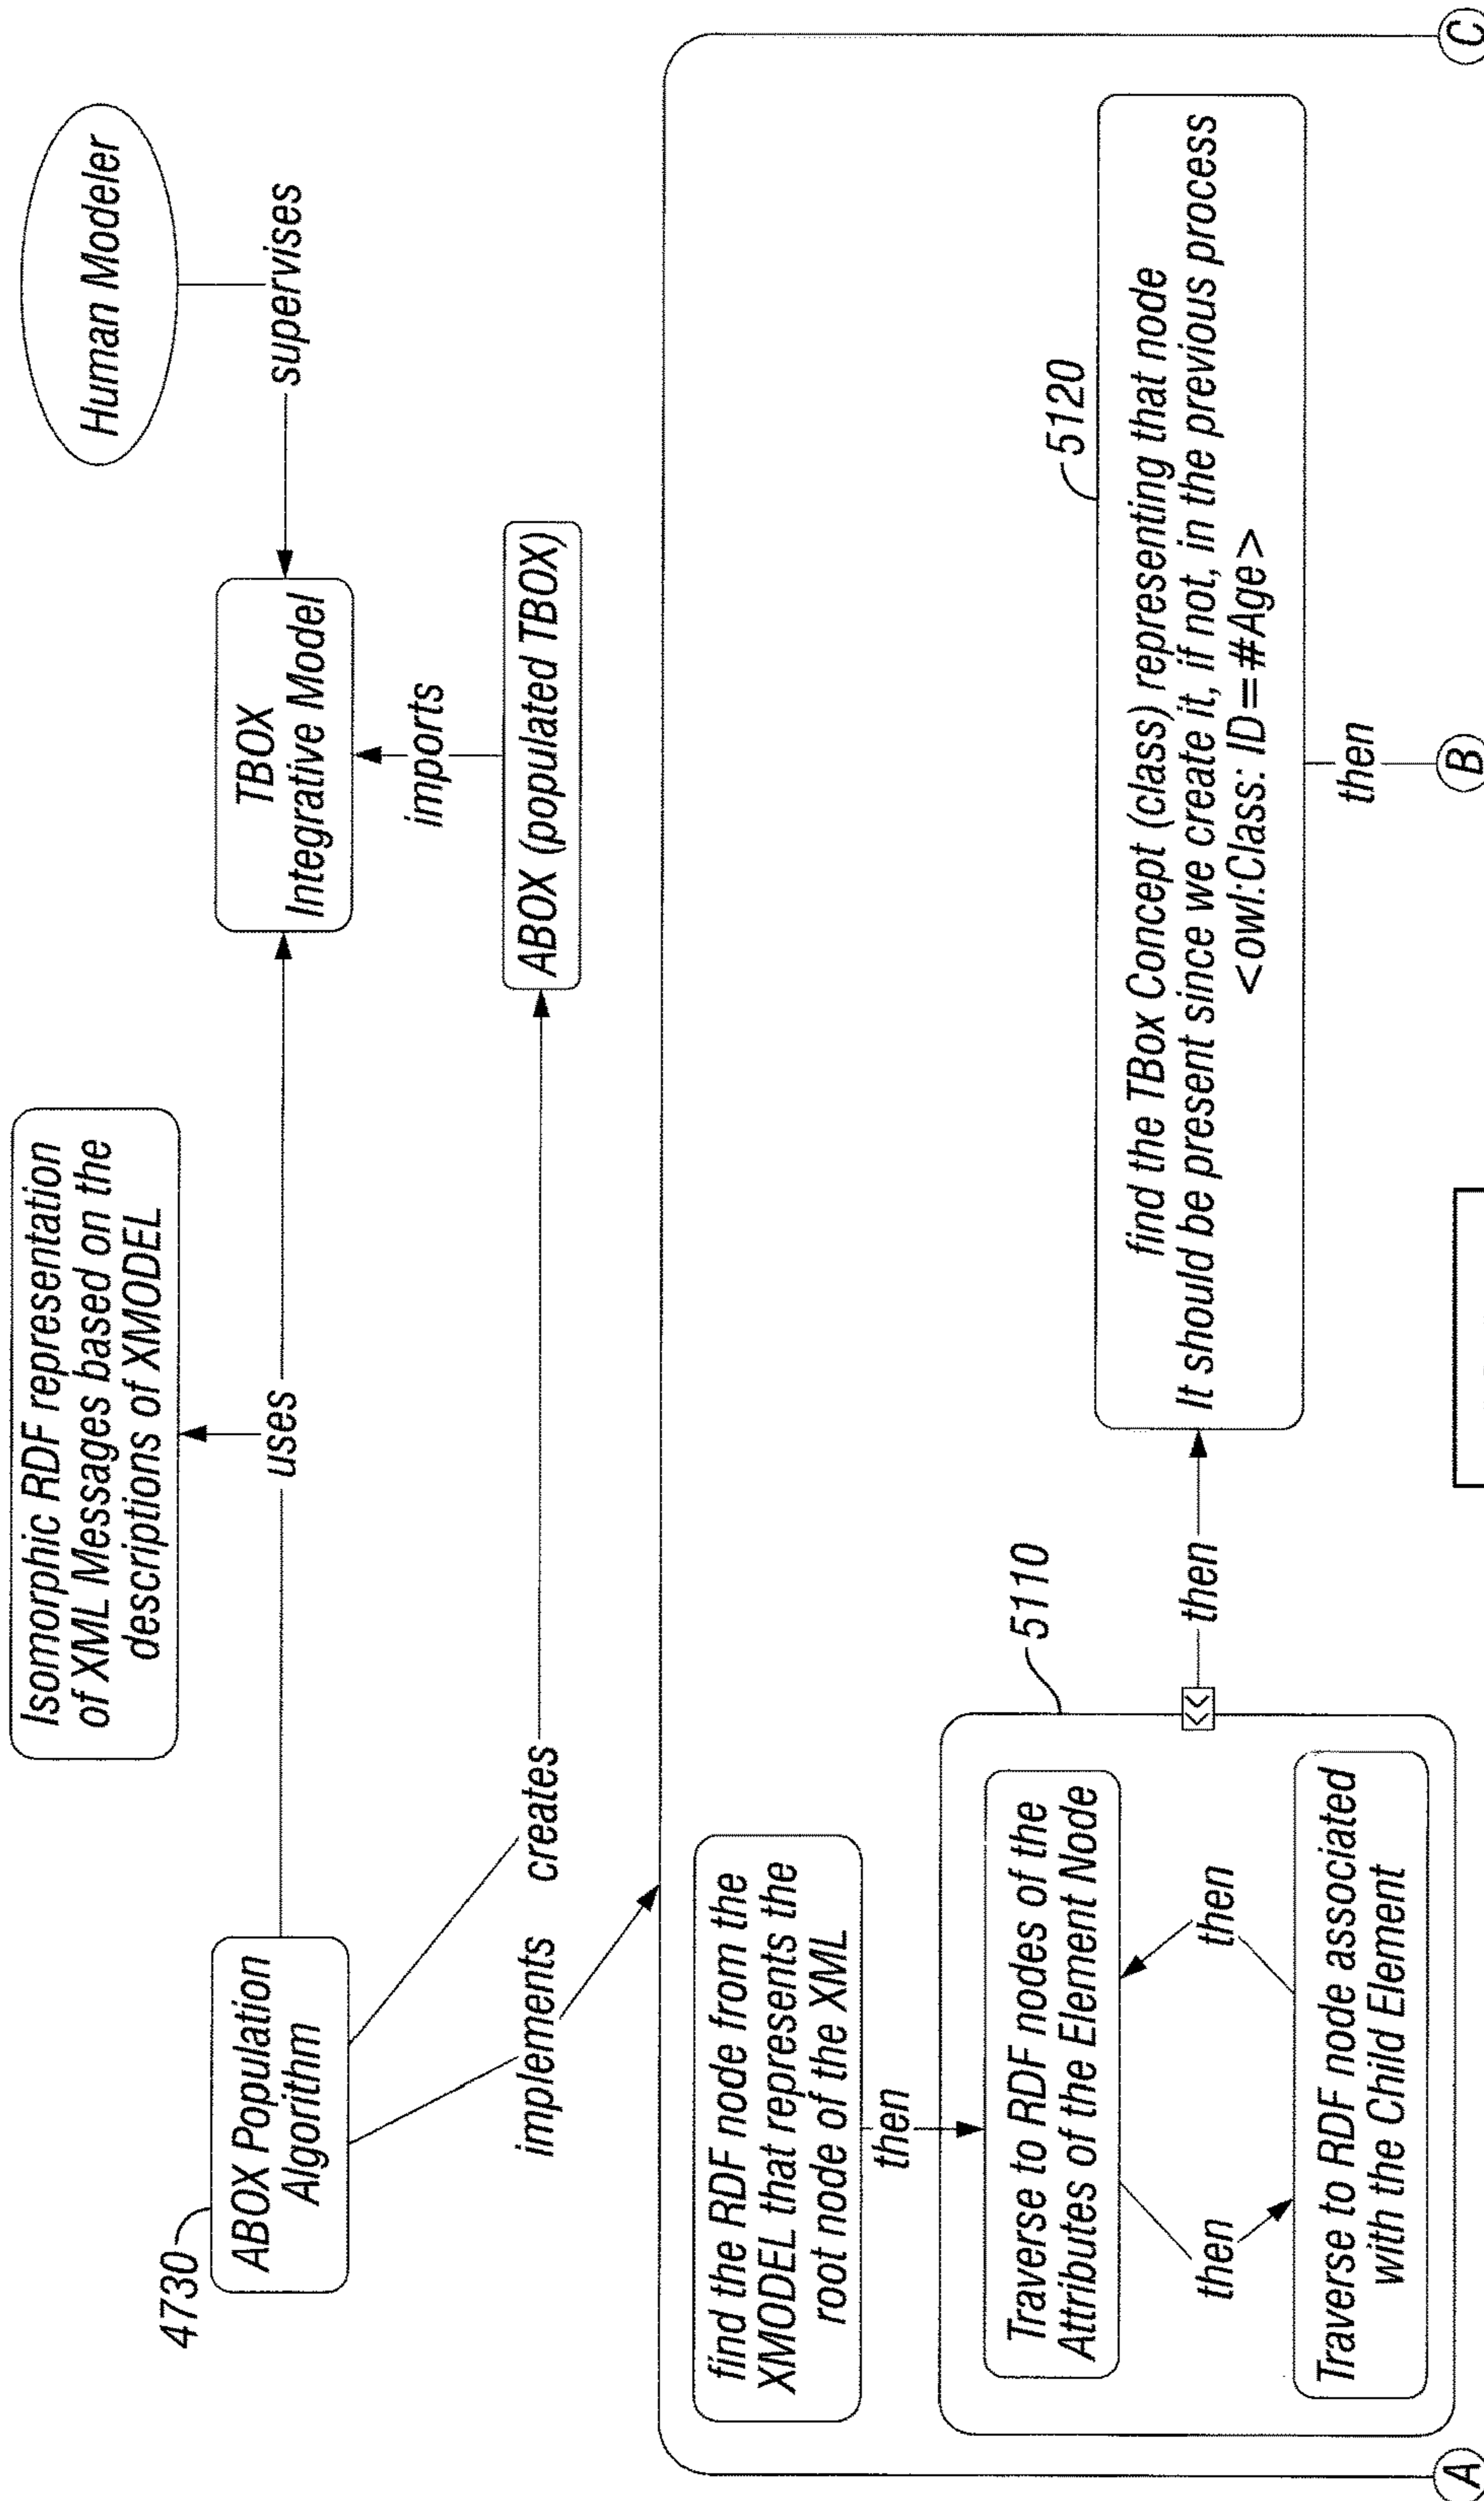 Human Modeler
supervises
Isomorphic RDF representation
of XML Messages based on the
descriptions of XMODEL
uses
TBOX
Integrative Model
imports
ABOX (populated TBOX)
4730
ABOX Population
Algorithm
creates
implements
find the RDF node from the
XMODEL that represents the
root node of the XML
then
5110
Traverse to RDF nodes of the
Attributes of the Element Node
then
then
Traverse to RDF node associated
with the Child Element
then
5120
find the TBox Concept (class) representing that node
It should be present since we create it, if not, in the previous process
<owl:Class: ID=#Age>
then
A
B
C